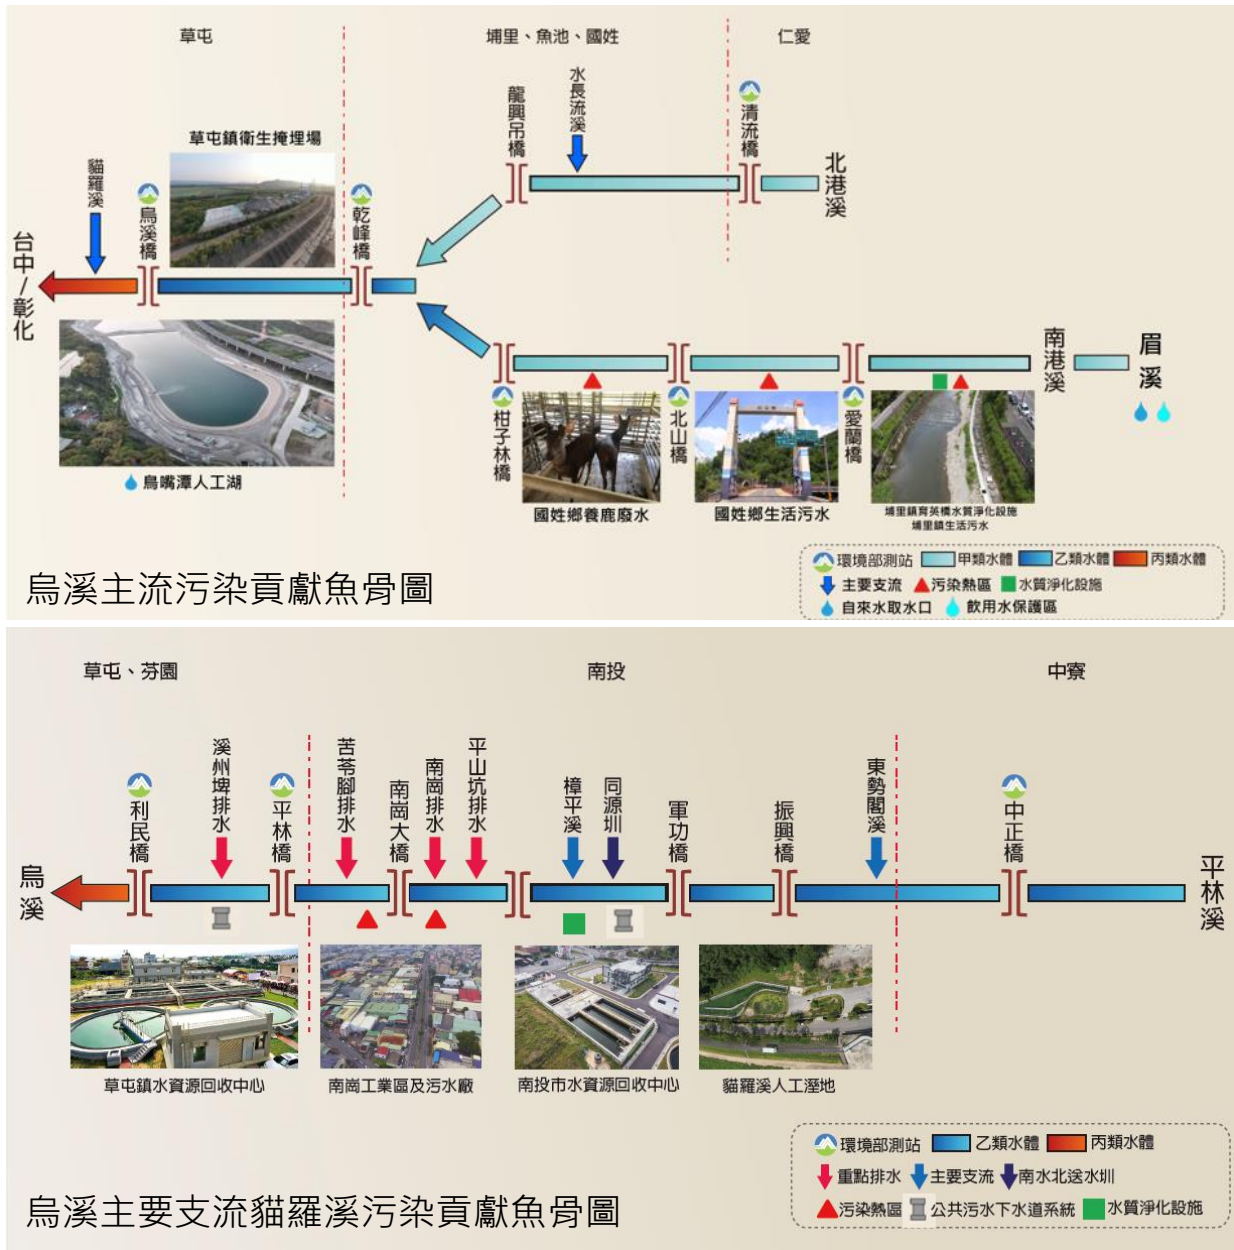 草屯
埔里、魚池、國姓
仁愛
水長流溪
龍興吊橋
清流橋
北港溪
草屯鎮衛生掩埋場
貓羅溪
烏溪橋
乾峰橋
台中/彰化
南港溪
眉溪
柑子林橋
北山橋
愛蘭橋
鳥嘴潭人工湖
國姓鄉養鹿廢水
國姓鄉生活污水
埔里鎮育英橋水質淨化設施
埔里鎮生活污水
環境部測站 甲類水體 乙類水體 丙類水體
主要支流 污染熱區 水質淨化設施
自來水取水口 飲用水保護區
烏溪主流污染貢獻魚骨圖
草屯、芬園
南投
中寮
利民橋
溪州埤排水
平林橋
苦苓腳排水
南崗大橋
南崗排水
平山坑排水
樟平溪
同源圳
軍功橋
振興橋
東勢閣溪
中正橋
平林溪
烏溪
草屯鎮水資源回收中心
南崗工業區及污水廠
南投市水資源回收中心
貓羅溪人工溼地
環境部測站 乙類水體 丙類水體
重點排水 主要支流 南水北送水圳
污染熱區 公共污水下水道系統 水質淨化設施
烏溪主要支流貓羅溪污染貢獻魚骨圖